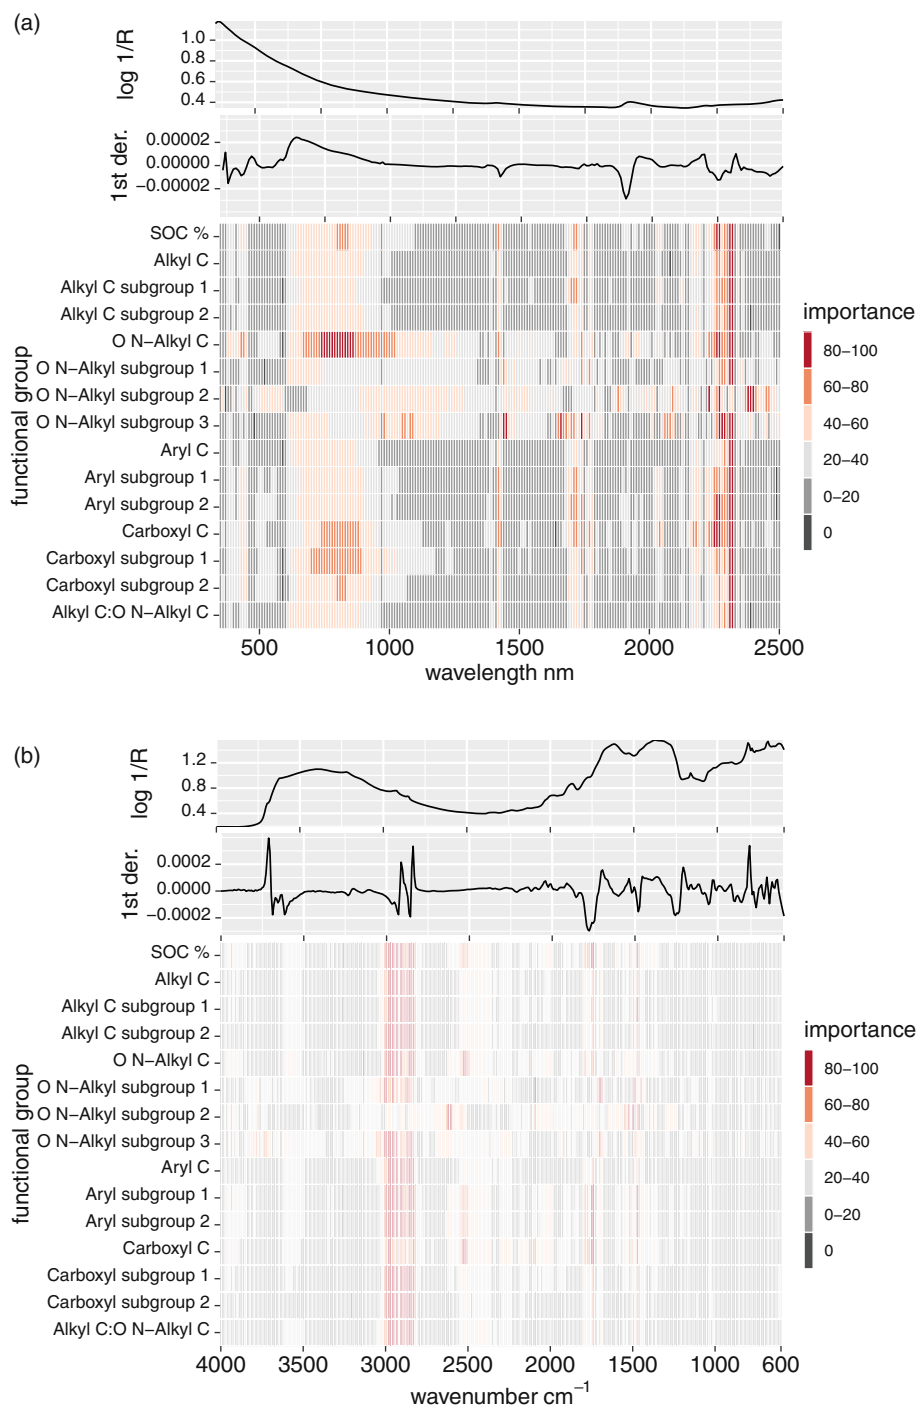 (a)
log 1/R
1.0
0.8
0.6
0.4
1st der.
0.00002
0.00000
−0.00002
functional group
SOC %
Alkyl C
Alkyl C subgroup 1
Alkyl C subgroup 2
O N−Alkyl C
O N−Alkyl subgroup 1
O N−Alkyl subgroup 2
O N−Alkyl subgroup 3
Aryl C
Aryl subgroup 1
Aryl subgroup 2
Carboxyl C
Carboxyl subgroup 1
Carboxyl subgroup 2
Alkyl C:O N−Alkyl C
500 1000 1500 2000 2500
wavelength nm
importance
80−100
60−80
40−60
20−40
0−20
0
(b)
log 1/R
1.2
0.8
0.4
1st der.
0.0002
0.0000
−0.0002
functional group
SOC %
Alkyl C
Alkyl C subgroup 1
Alkyl C subgroup 2
O N−Alkyl C
O N−Alkyl subgroup 1
O N−Alkyl subgroup 2
O N−Alkyl subgroup 3
Aryl C
Aryl subgroup 1
Aryl subgroup 2
Carboxyl C
Carboxyl subgroup 1
Carboxyl subgroup 2
Alkyl C:O N−Alkyl C
4000 3500 3000 2500 2000 1500 1000 600
wavenumber cm⁻¹
importance
80−100
60−80
40−60
20−40
0−20
0